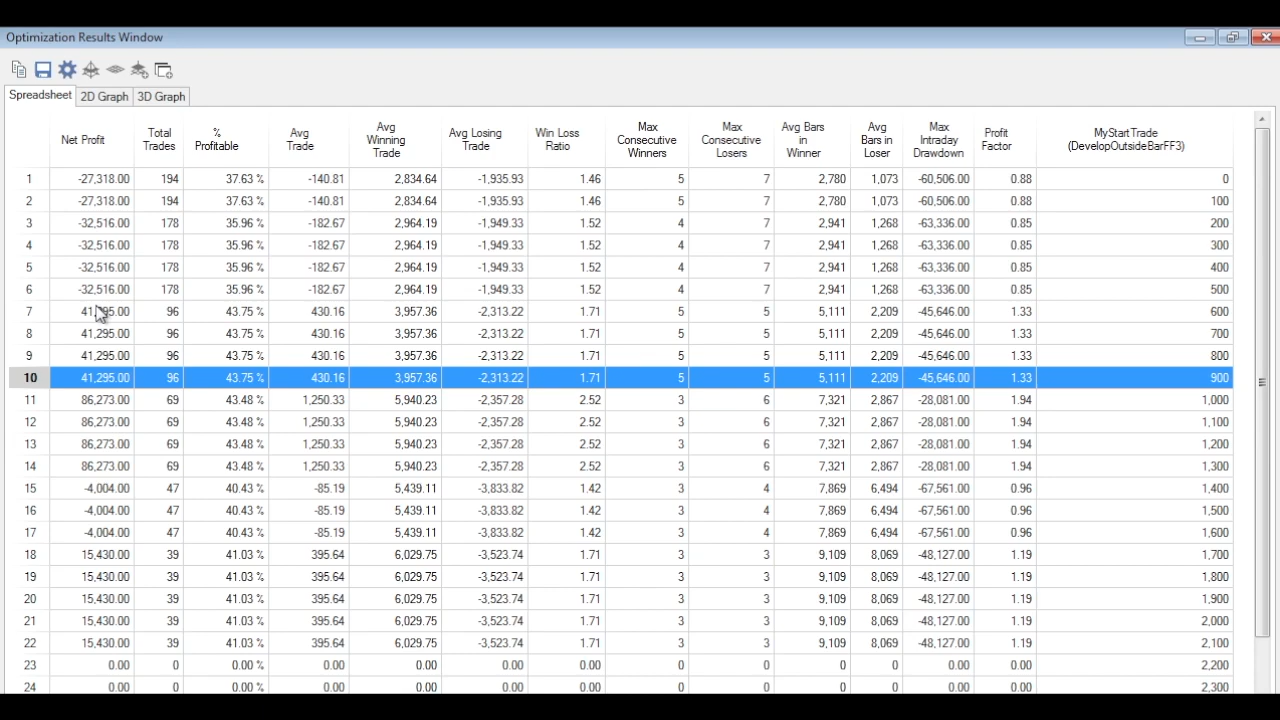 Optimization Results Window
Spreadsheet 2D Graph 3D Graph
Net Profit Total Trades % Profitable Avg Trade Avg Winning Trade Avg Losing Trade Win Loss Ratio Max Consecutive Winners Max Consecutive Losers Avg Bars in Winner Avg Bars in Loser Max Intraday Drawdown Profit Factor MyStartTrade (DevelopOutsideBarFF3)
1 -27,318.00 194 37.63 % -140.81 2,834.64 -1,935.93 1.46 5 7 2,780 1,073 -60,506.00 0.88 0
2 -27,318.00 194 37.63 % -140.81 2,834.64 -1,935.93 1.46 5 7 2,780 1,073 -60,506.00 0.88 100
3 -32,516.00 178 35.96 % -182.67 2,964.19 -1,949.33 1.52 4 7 2,941 1,268 -63,336.00 0.85 200
4 -32,516.00 178 35.96 % -182.67 2,964.19 -1,949.33 1.52 4 7 2,941 1,268 -63,336.00 0.85 300
5 -32,516.00 178 35.96 % -182.67 2,964.19 -1,949.33 1.52 4 7 2,941 1,268 -63,336.00 0.85 400
6 -32,516.00 178 35.96 % -182.67 2,964.19 -1,949.33 1.52 4 7 2,941 1,268 -63,336.00 0.85 500
7 41,295.00 96 43.75 % 430.16 3,957.36 -2,313.22 1.71 5 5 5,111 2,209 -45,646.00 1.33 600
8 41,295.00 96 43.75 % 430.16 3,957.36 -2,313.22 1.71 5 5 5,111 2,209 -45,646.00 1.33 700
9 41,295.00 96 43.75 % 430.16 3,957.36 -2,313.22 1.71 5 5 5,111 2,209 -45,646.00 1.33 800
10 41,295.00 96 43.75 % 430.16 3,957.36 -2,313.22 1.71 5 5 5,111 2,209 -45,646.00 1.33 900
11 86,273.00 69 43.48 % 1,250.33 5,940.23 -2,357.28 2.52 3 6 7,321 2,867 -28,081.00 1.94 1,000
12 86,273.00 69 43.48 % 1,250.33 5,940.23 -2,357.28 2.52 3 6 7,321 2,867 -28,081.00 1.94 1,100
13 86,273.00 69 43.48 % 1,250.33 5,940.23 -2,357.28 2.52 3 6 7,321 2,867 -28,081.00 1.94 1,200
14 86,273.00 69 43.48 % 1,250.33 5,940.23 -2,357.28 2.52 3 6 7,321 2,867 -28,081.00 1.94 1,300
15 -4,004.00 47 40.43 % -85.19 5,439.11 -3,833.82 1.42 3 4 7,869 6,494 -67,561.00 0.96 1,400
16 -4,004.00 47 40.43 % -85.19 5,439.11 -3,833.82 1.42 3 4 7,869 6,494 -67,561.00 0.96 1,500
17 -4,004.00 47 40.43 % -85.19 5,439.11 -3,833.82 1.42 3 4 7,869 6,494 -67,561.00 0.96 1,600
18 15,430.00 39 41.03 % 395.64 6,029.75 -3,523.74 1.71 3 3 9,109 8,069 -48,127.00 1.19 1,700
19 15,430.00 39 41.03 % 395.64 6,029.75 -3,523.74 1.71 3 3 9,109 8,069 -48,127.00 1.19 1,800
20 15,430.00 39 41.03 % 395.64 6,029.75 -3,523.74 1.71 3 3 9,109 8,069 -48,127.00 1.19 1,900
21 15,430.00 39 41.03 % 395.64 6,029.75 -3,523.74 1.71 3 3 9,109 8,069 -48,127.00 1.19 2,000
22 15,430.00 39 41.03 % 395.64 6,029.75 -3,523.74 1.71 3 3 9,109 8,069 -48,127.00 1.19 2,100
23 0.00 0 0.00 % 0.00 0.00 0.00 0.00 0 0 0 0 0.00 0.00 2,200
24 0.00 0 0.00 % 0.00 0.00 0.00 0.00 0 0 0 0 0.00 0.00 2,300